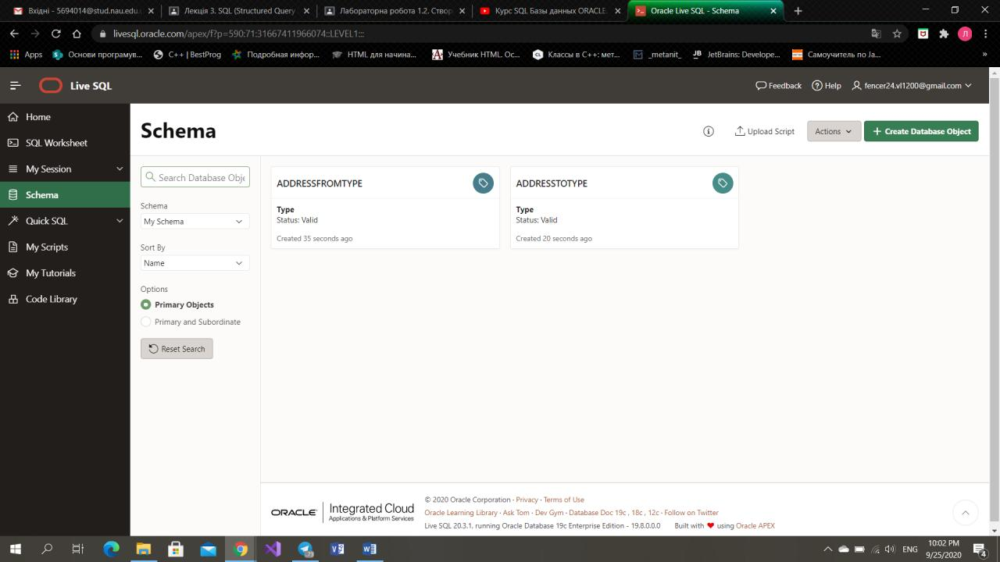 Вхідні - 5694014@stud.nau.edu.
Лекція 3. SQL (Structured Query
Лабораторна робота 1.2. Створ
Курс SQL Базы данных ORACLE.
Oracle Live SQL - Schema
livesql.oracle.com/apex/f?p=590:71:31667411966074::LEVEL1:::
Apps
Основи програмув...
C++ | BestProg
Подробная инфор...
HTML для начина...
Учебник HTML. Ос...
Классы в C++: мет...
_metanit_
JetBrains: Develope...
Самоучитель по Ja...
»
Live SQL
Feedback
Help
fencer24.vl1200@gmail.com
Home
SQL Worksheet
My Session
Schema
Quick SQL
My Scripts
My Tutorials
Code Library
Schema
Upload Script
Actions
Create Database Object
Search Database Obje
Schema
My Schema
Sort By
Name
Options
Primary Objects
Primary and Subordinate
Reset Search
ADDRESSFROMTYPE
Type
Status: Valid
Created 35 seconds ago
ADDRESSTOTYPE
Type
Status: Valid
Created 20 seconds ago
ORACLE
Integrated Cloud
Applications & Platform Services
© 2020 Oracle Corporation · Privacy · Terms of Use
Oracle Learning Library · Ask Tom · Dev Gym · Database Doc 19c , 18c , 12c · Follow on Twitter
Live SQL 20.3.1, running Oracle Database 19c Enterprise Edition - 19.8.0.0.0 Built with ❤ using Oracle APEX
10:02 PM
9/25/2020
4